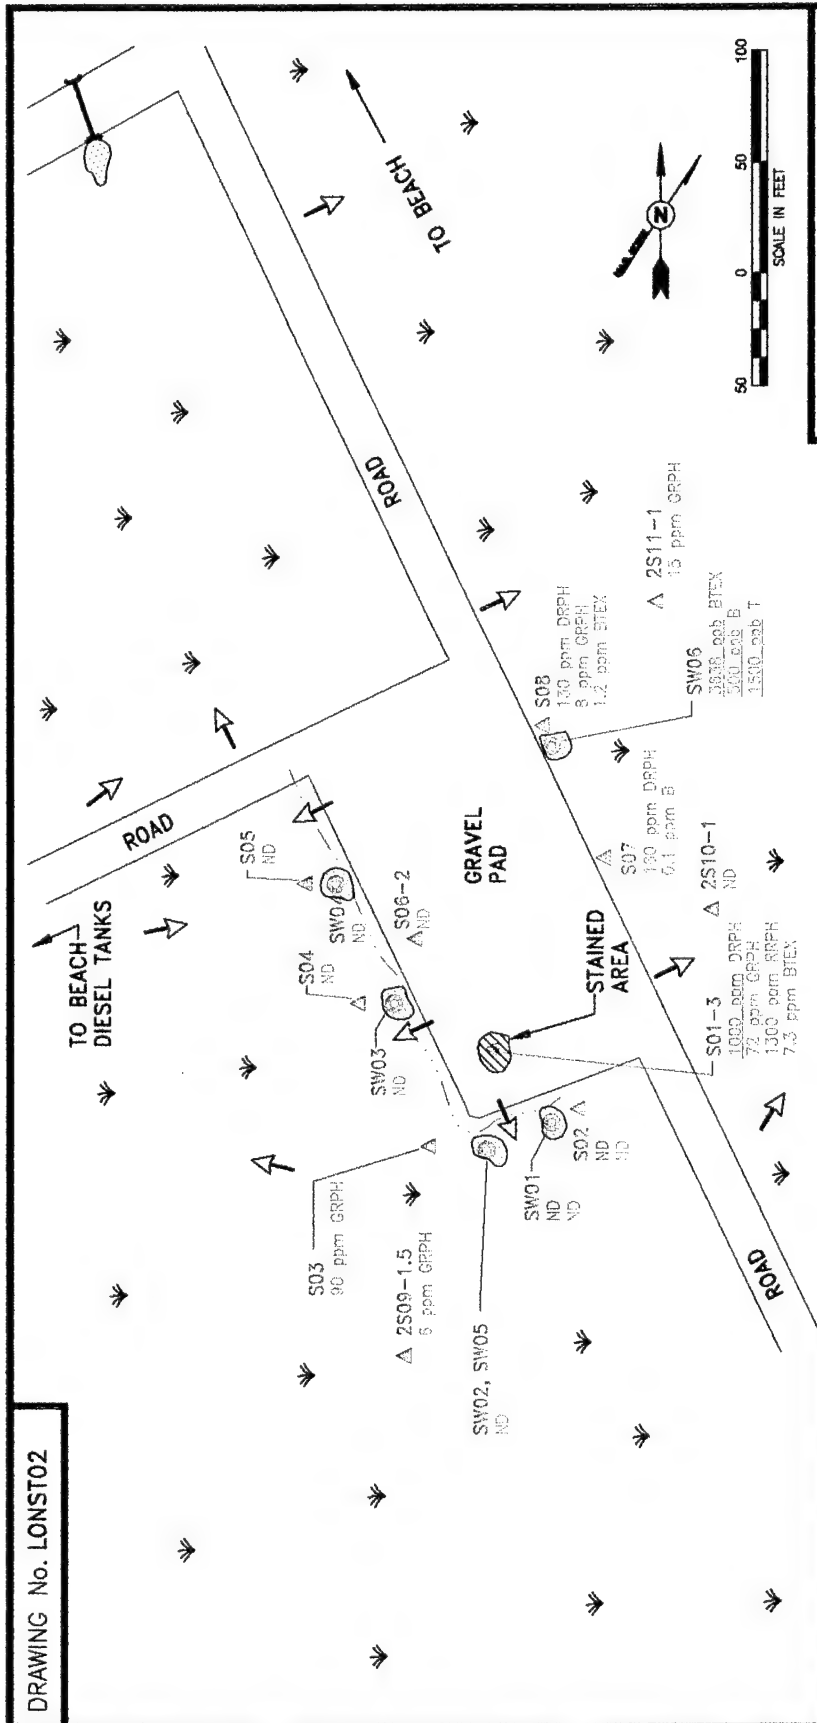 DRAWING No. LONST02
TO BEACH
TO BEACH
DIESEL TANKS
ROAD
ROAD
ROAD
GRAVEL
PAD
STAINED
AREA
S05
ND
SW04
ND
S04
ND
S06-2
ND
SW03
ND
S03
90 ppm GRPH
2S09-1.5
6 ppm GRPH
SW02, SW05
ND
SW01
ND
ND
S02
ND
ND
S01-3
1000 ppm DRPH
72 ppm GRPH
1300 ppm RRPH
7.3 ppm BTEX
2S10-1
ND
S07
ppm DRPH
0.1 ppm B
S08
130 ppm DRPH
8 ppm GRPH
1.2 ppm BTEX
SW06
ppb BTEX
500 ppb B
ppb T
2S11-1
ppm GRPH
N
50
0
50
100
SCALE IN FEET